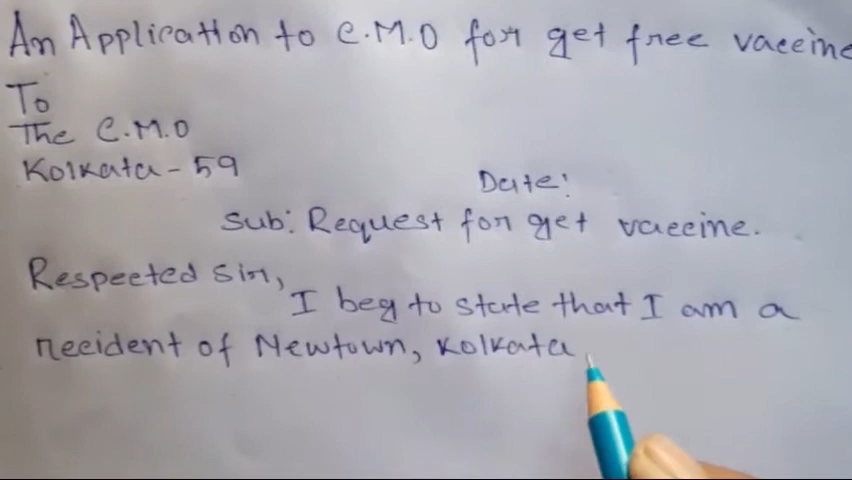 An Application to C.M.O for get free vaccine
To
The C.M.O
Kolkata - 59
Date:
Sub: Request for get vaccine.
Respected sir,
I beg to state that I am a
recident of Newtown, Kolkata